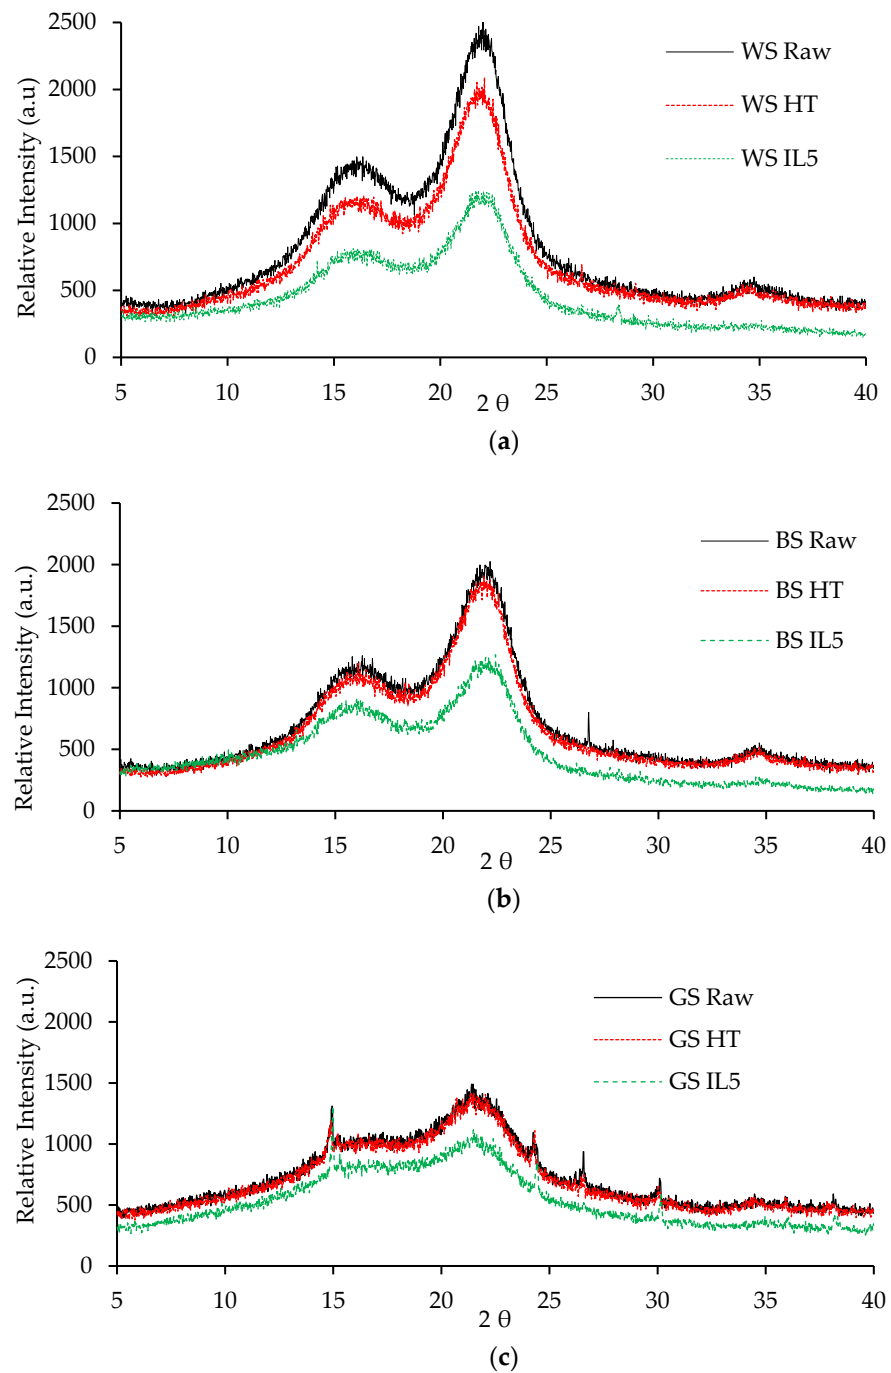 2500
2000
1500
1000
500
0
Relative Intensity (a.u)
WS Raw
WS HT
WS IL5
5 10 15 20 25 30 35 40
2 θ
(a)
2500
2000
1500
1000
500
0
Relative Intensity (a.u.)
BS Raw
BS HT
BS IL5
5 10 15 20 25 30 35 40
2 θ
(b)
2500
2000
1500
1000
500
0
Relative Intensity (a.u.)
GS Raw
GS HT
GS IL5
5 10 15 20 25 30 35 40
2 θ
(c)